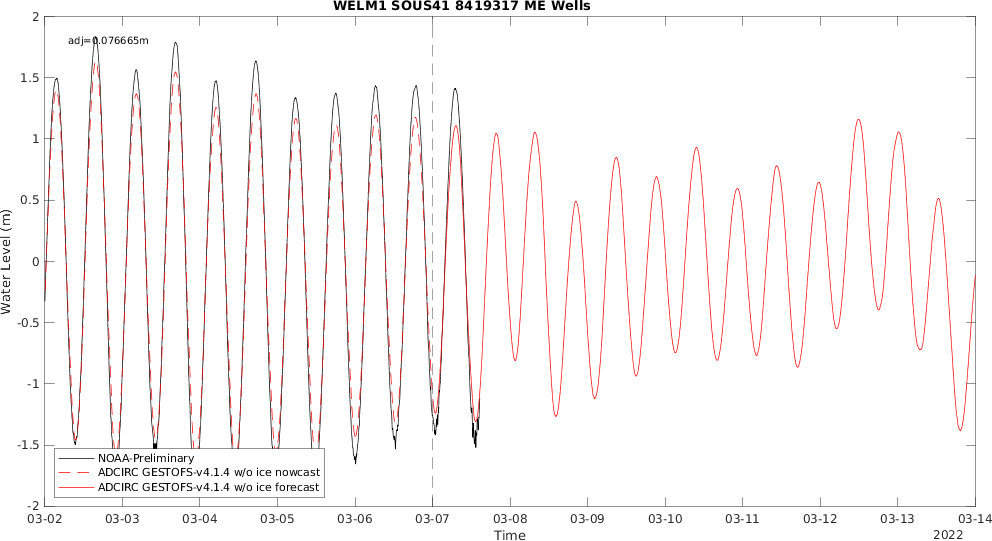 WELM1 SOUS41 8419317 ME Wells
adj=0.076665m
2
1.5
1
0.5
0
-0.5
-1
-1.5
-2
Water Level (m)
NOAA-Preliminary
ADCIRC GESTOFS-v4.1.4 w/o ice nowcast
ADCIRC GESTOFS-v4.1.4 w/o ice forecast
03-02 03-03 03-04 03-05 03-06 03-07 03-08 03-09 03-10 03-11 03-12 03-13 03-14
Time
2022